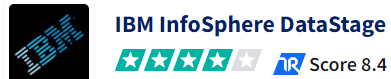 IBM
IBM InfoSphere DataStage
TR Score 8.4